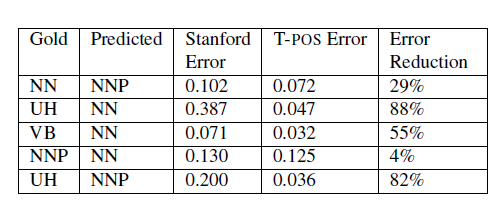 Gold Predicted Stanford Error T-POS Error Error Reduction
NN NNP 0.102 0.072 29%
UH NN 0.387 0.047 88%
VB NN 0.071 0.032 55%
NNP NN 0.130 0.125 4%
UH NNP 0.200 0.036 82%